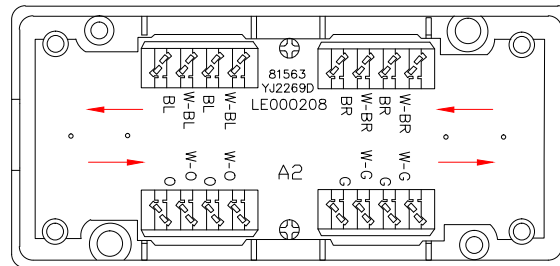 81563
YJ2269D
LE000208
BL
W-BL
BL
W-BL
BR
W-BR
BR
W-BR
O
W-O
O
W-O
A2
G
W-G
G
W-G